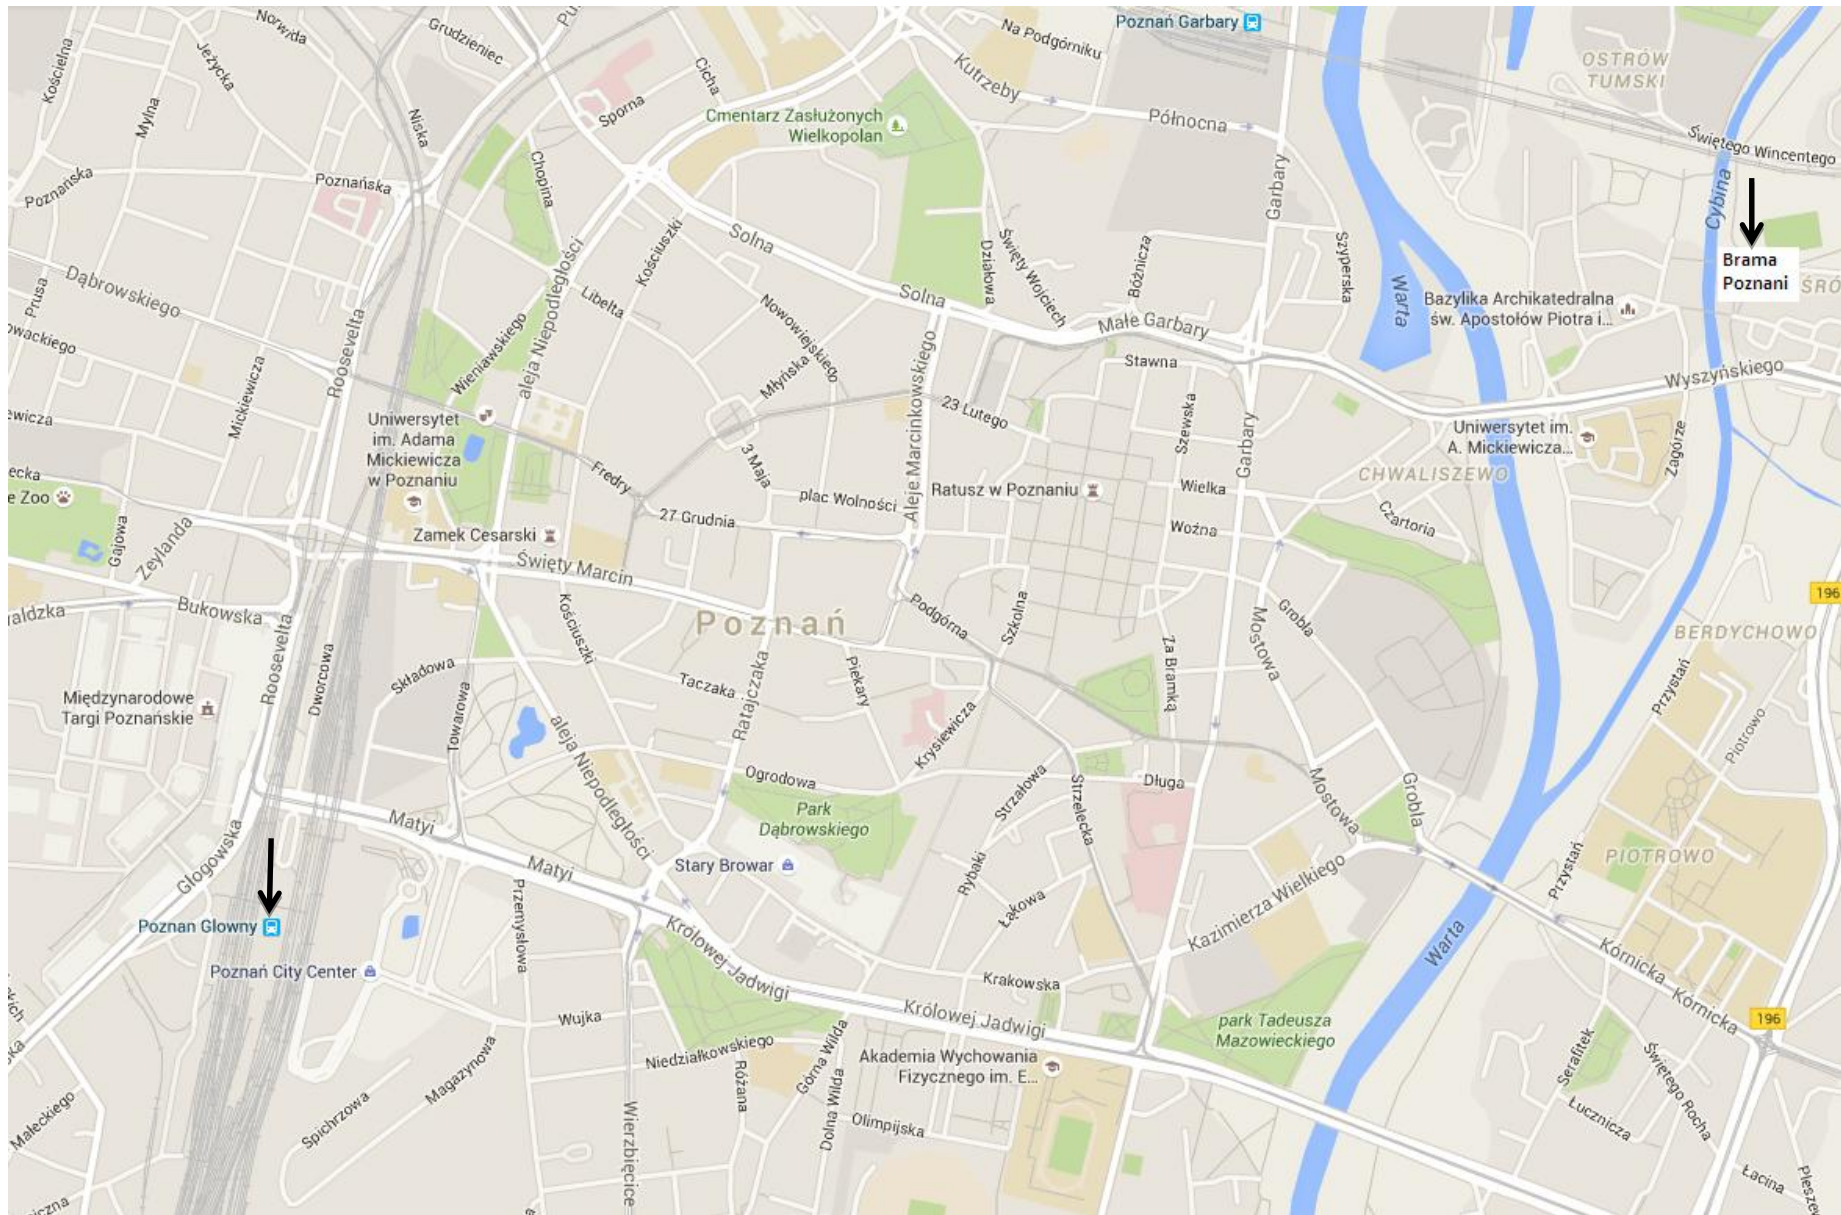 Poznań Garbary
Norwida
Grudzieniec
Na Podgórniku
Kościelna
Jeżycka
Cicha
Kutrzeby
OSTRÓW
TUMSKI
Mylna
Niska
Sporna
Cmentarz Zasłużonych
Wielkopolan
Północna
Świętego Wincentego
Poznańska
Poznańska
Chopina
Garbary
Cybina
Solna
Kościuszki
Działowa
Święty Wojciech
Bóżnicza
Szyperska
Brama
Poznani
ŚRO
Dąbrowskiego
Prusa
aleja Niepodległości
Libelta
Nowowiejskiego
Solna
Małe Garbary
Warta
Bazylika Archikatedralna
św. Apostołów Piotra i...
owackiego
Roosevelta
Wieniawskiego
Młyńska
Aleje Marcinkowskiego
Stawna
Wyszyńskiego
Mickiewicza
ewicza
Uniwersytet
im. Adama
Mickiewicza
w Poznaniu
23 Lutego
Szewska
Garbary
Uniwersytet im.
A. Mickiewicza...
Zagórze
CHWALISZEWO
ecka
e Zoo
Fredry
3 Maja
plac Wolności
Ratusz w Poznaniu
Wielka
27 Grudnia
Woźna
Czartoria
Gajowa
Zeylanda
Zamek Cesarski
Święty Marcin
196
Bukowska
aldzka
Kościuszki
Poznań
Podgórna
Szkolna
Mostowa
Grobla
BERDYCHOWO
Roosevelta
Dworcowa
Składowa
Za Bramką
Międzynarodowe
Targi Poznańskie
Towarowa
Taczaka
Ratajczaka
Piekary
Krysiewicza
Przystań
Piotrowo
aleja Niepodległości
Ogrodowa
Strzałowa
Strzelecka
Długa
Mostowa
Grobla
Park
Dąbrowskiego
Matyi
Matyi
Głogowska
Stary Browar
Rybaki
Łąkowa
Kazimierza Wielkiego
Przystań
PIOTROWO
Poznan Glowny
Przemysłowa
Królowej Jadwigi
Warta
Poznań City Center
Krakowska
Kórnicka
Kórnicka
Królowej Jadwigi
Wujka
park Tadeusza
Mazowieckiego
196
Niedziałkowskiego
Górna Wilda
Akademia Wychowania
Fizycznego im. E...
Serafitek
Świętego Rocha
Magazynowa
Różana
Spichrzowa
Małeckiego
Wierzbięcice
Dolna Wilda
Olimpijska
Łucznicza
Łacina